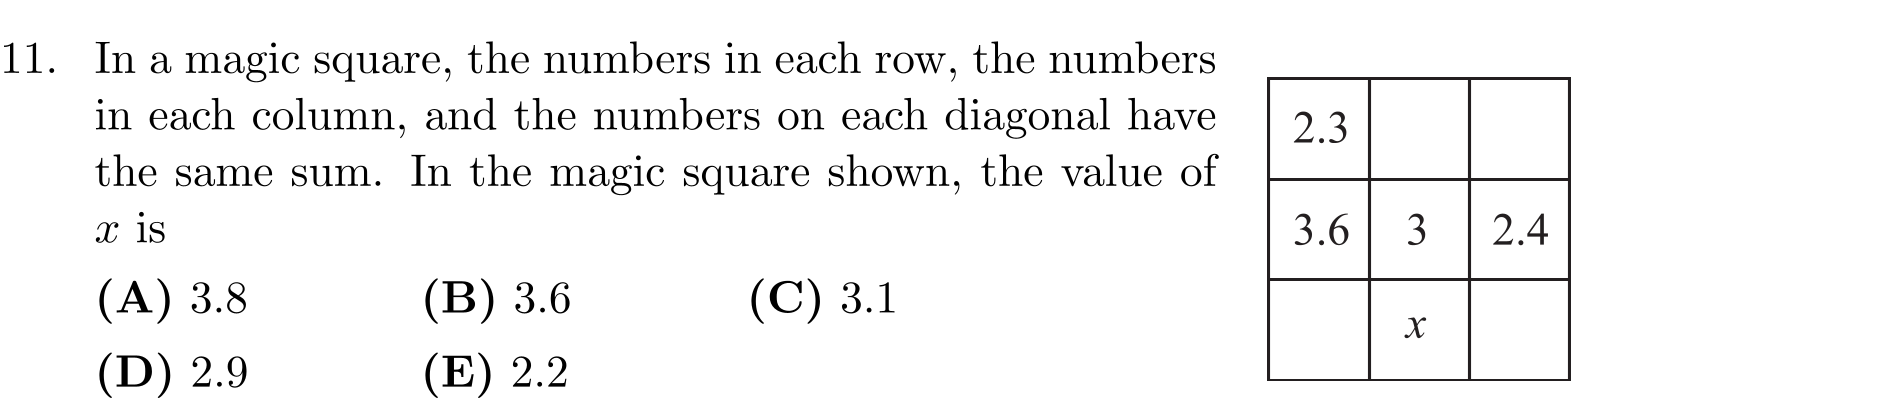 11. In a magic square, the numbers in each row, the numbers
in each column, and the numbers on each diagonal have
the same sum. In the magic square shown, the value of
x is
(A) 3.8 (B) 3.6 (C) 3.1
(D) 2.9 (E) 2.2
2.3
3.6 3 2.4
x